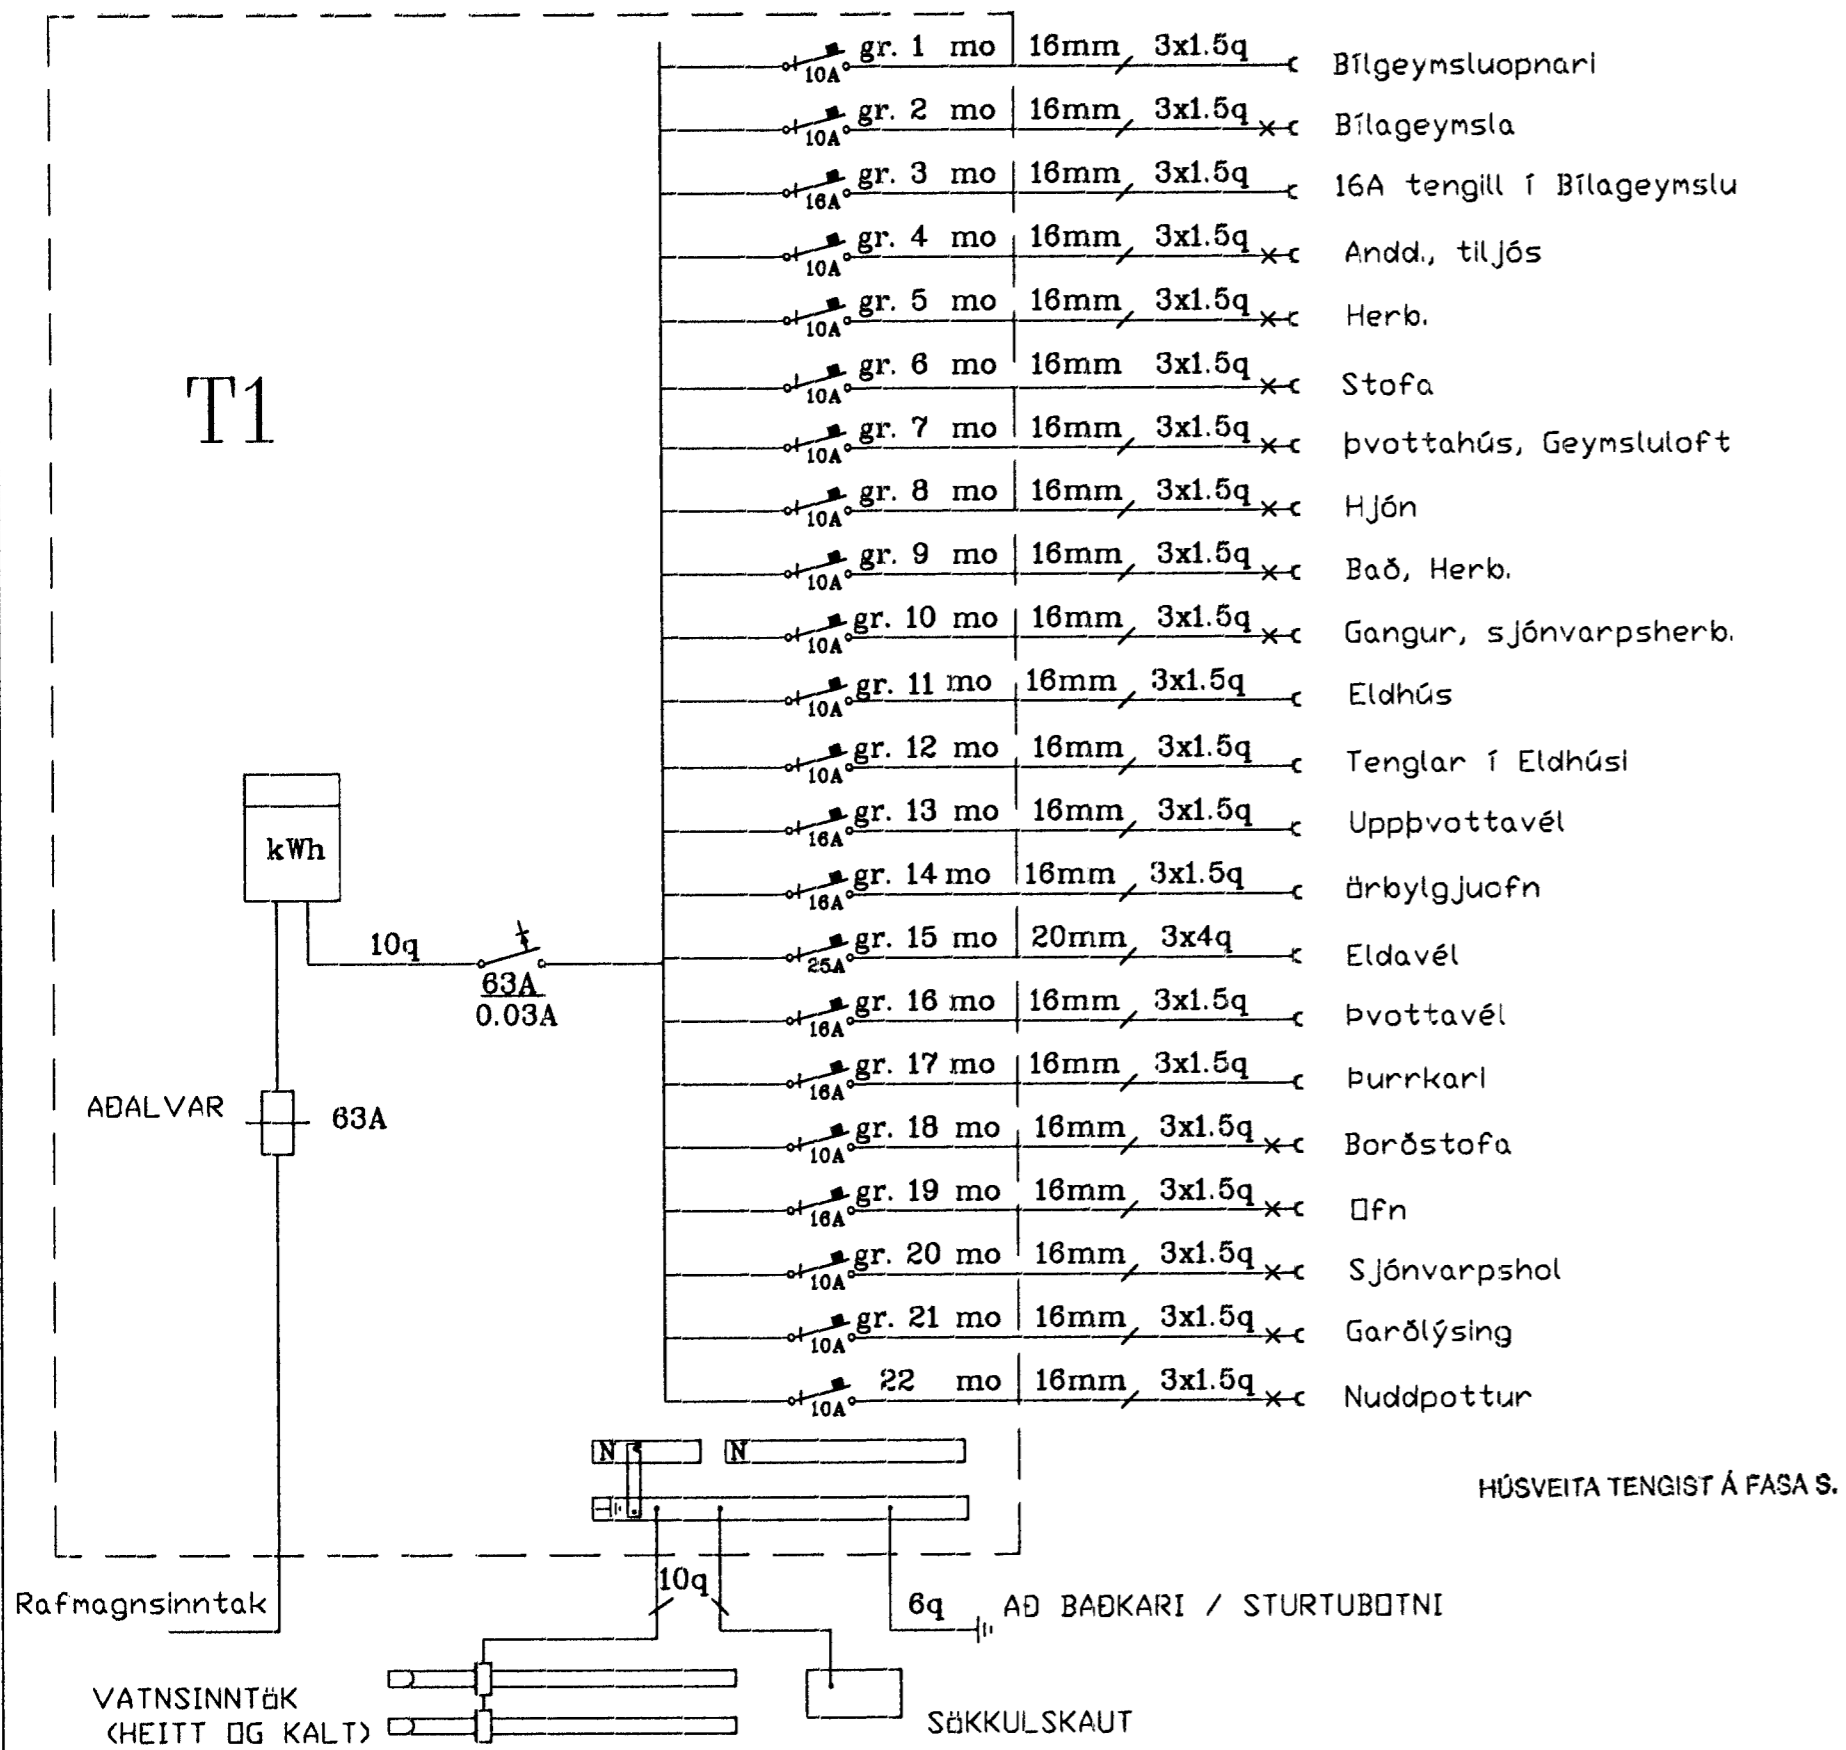 gr. 1 mo 16mm 3x1.5q Bílgeymsluopnari
10A
gr. 2 mo 16mm 3x1.5q Bílageymsla
10A
gr. 3 mo 16mm 3x1.5q 16A tengill í Bílageymslu
16A
gr. 4 mo 16mm 3x1.5q Andd., tiljós
10A
gr. 5 mo 16mm 3x1.5q Herb.
10A
T1
gr. 6 mo 16mm 3x1.5q Stofa
10A
gr. 7 mo 16mm 3x1.5q Þvottahús, Geymsluloft
10A
gr. 8 mo 16mm 3x1.5q Hjón
10A
gr. 9 mo 16mm 3x1.5q Bað, Herb.
10A
gr. 10 mo 16mm 3x1.5q Gangur, sjónvarpsherb.
10A
gr. 11 mo 16mm 3x1.5q Eldhús
10A
gr. 12 mo 16mm 3x1.5q Tenglar í Eldhúsi
10A
gr. 13 mo 16mm 3x1.5q Uppþvottavél
16A
kWh
gr. 14 mo 16mm 3x1.5q örbylgjuofn
16A
gr. 15 mo 20mm 3x4q Eldavél
25A
10q
63A
0.03A
gr. 16 mo 16mm 3x1.5q Þvottavél
16A
gr. 17 mo 16mm 3x1.5q Þurrkari
16A
AÐALVAR 63A
gr. 18 mo 16mm 3x1.5q Borðstofa
10A
gr. 19 mo 16mm 3x1.5q Ofn
16A
gr. 20 mo 16mm 3x1.5q Sjónvarpshol
10A
gr. 21 mo 16mm 3x1.5q Garðlýsing
10A
22 mo 16mm 3x1.5q Nuddpottur
10A
N N
HÚSVEITA TENGIST Á FASA S.
Rafmagnsinntak
10q
6q
AÐ BAÐKARI / STURTUBOTNI
VATNSINNTÖK
(HEITT OG KALT)
SÖKKULSKAUT